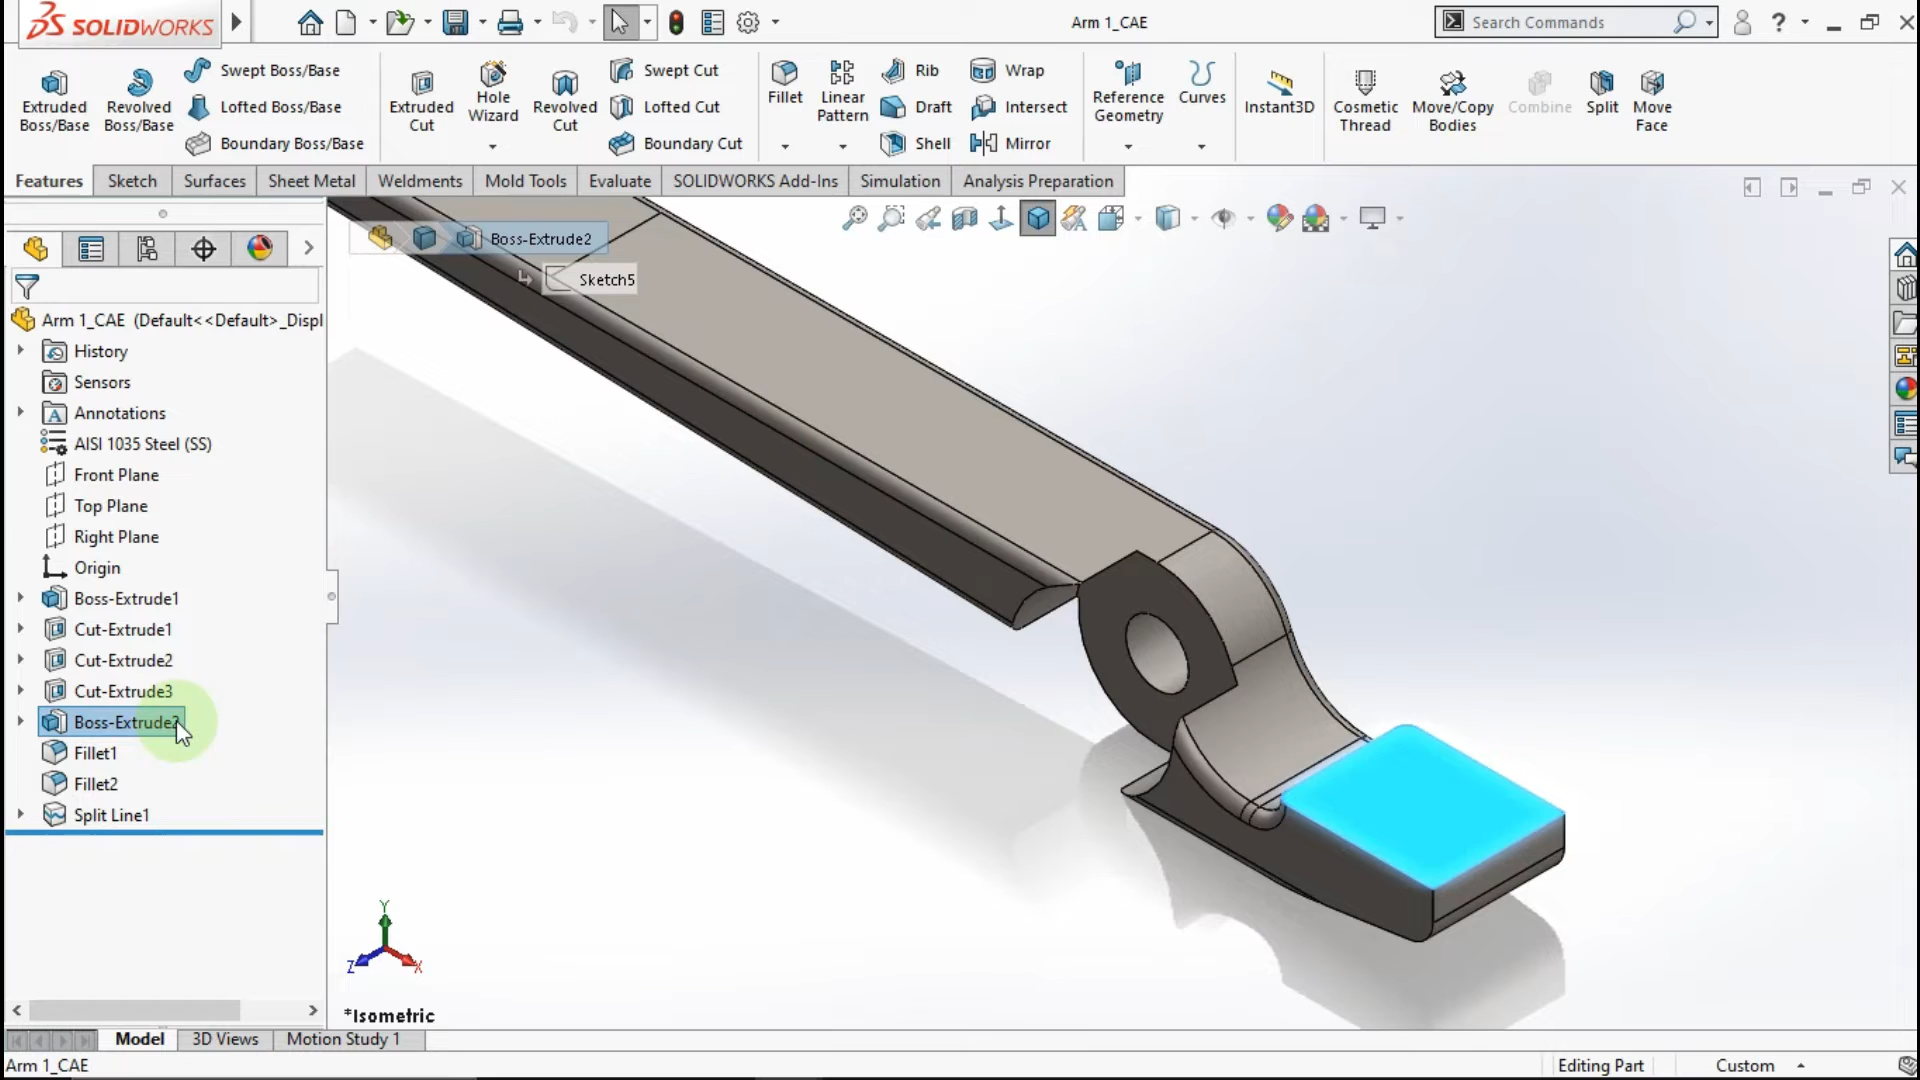 SOLIDWORKS
Arm 1_CAE
Search Commands
?
Extruded Boss/Base
Revolved Boss/Base
Swept Boss/Base
Lofted Boss/Base
Boundary Boss/Base
Extruded Cut
Hole Wizard
Revolved Cut
Swept Cut
Lofted Cut
Boundary Cut
Fillet
Linear Pattern
Rib
Draft
Shell
Wrap
Intersect
Mirror
Reference Geometry
Curves
Instant3D
Cosmetic Thread
Move/Copy Bodies
Combine
Split
Move Face
Features
Sketch
Surfaces
Sheet Metal
Weldments
Mold Tools
Evaluate
SOLIDWORKS Add-Ins
Simulation
Analysis Preparation
Boss-Extrude2
Sketch5
Arm 1_CAE (Default<<Default>_Displ
History
Sensors
Annotations
AISI 1035 Steel (SS)
Front Plane
Top Plane
Right Plane
Origin
Boss-Extrude1
Cut-Extrude1
Cut-Extrude2
Cut-Extrude3
Boss-Extrude2
Fillet1
Fillet2
Split Line1
Y
Z
X
*Isometric
Model
3D Views
Motion Study 1
Arm 1_CAE
Editing Part
Custom